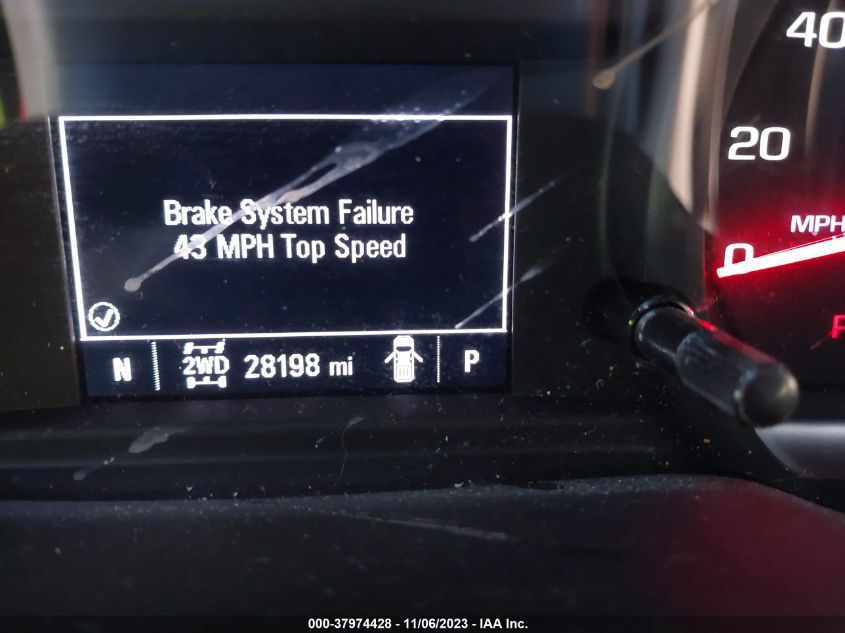 40
20
MPH
0
Brake System Failure
43 MPH Top Speed
N 2WD 28198 mi P
000-37974428 - 11/06/2023 - IAA Inc.